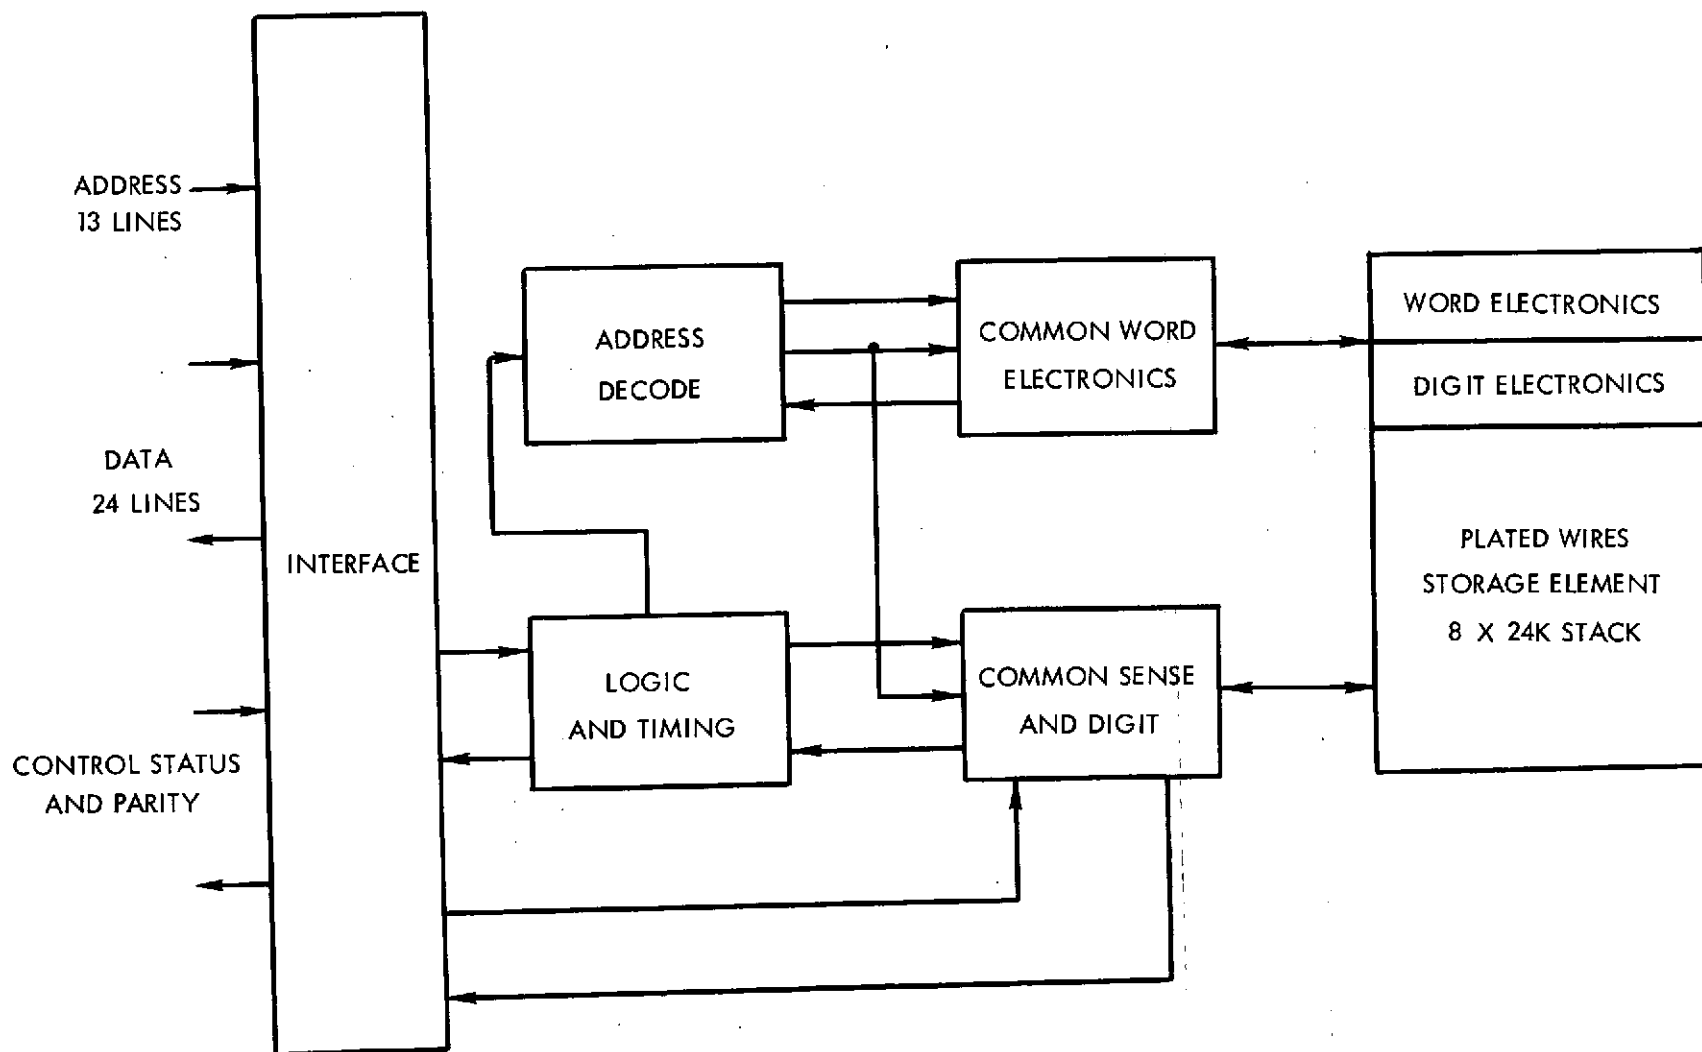 ADDRESS
13 LINES
DATA
24 LINES
CONTROL STATUS
AND PARITY
INTERFACE
ADDRESS
DECODE
LOGIC
AND TIMING
COMMON WORD
ELECTRONICS
COMMON SENSE
AND DIGIT
WORD ELECTRONICS
DIGIT ELECTRONICS
PLATED WIRES
STORAGE ELEMENT
8 X 24K STACK